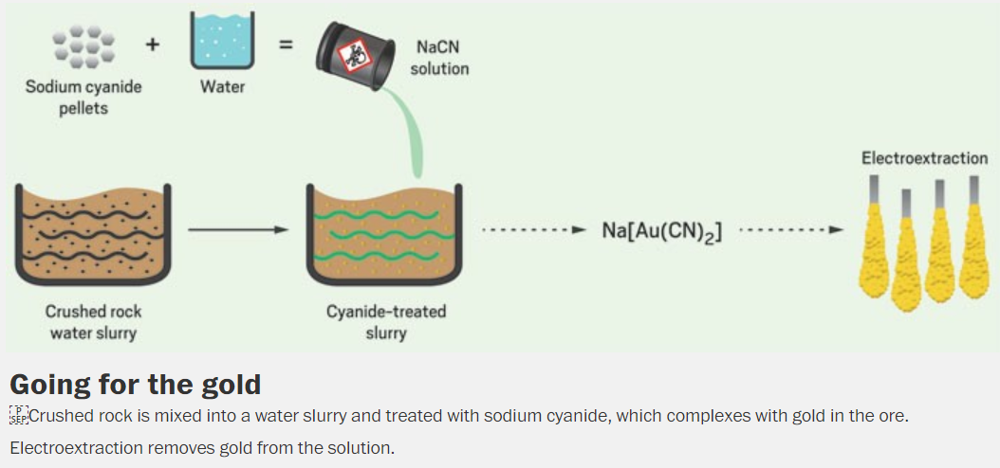 Sodium cyanide
pellets
+
Water
=
NaCN
solution
Crushed rock
water slurry
Cyanide-treated
slurry
Na[Au(CN)₂]
Electroextraction
Going for the gold
PSEPCrushed rock is mixed into a water slurry and treated with sodium cyanide, which complexes with gold in the ore.
Electroextraction removes gold from the solution.